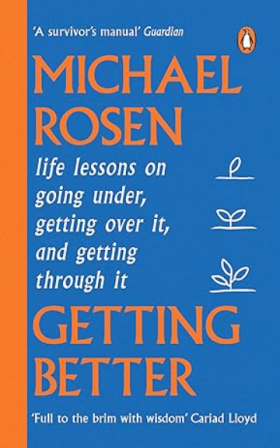 ‘A survivor’s manual’ Guardian
MICHAEL
ROSEN
life lessons on
going under,
getting over it,
and getting
through it
GETTING
BETTER
‘Full to the brim with wisdom’ Cariad Lloyd